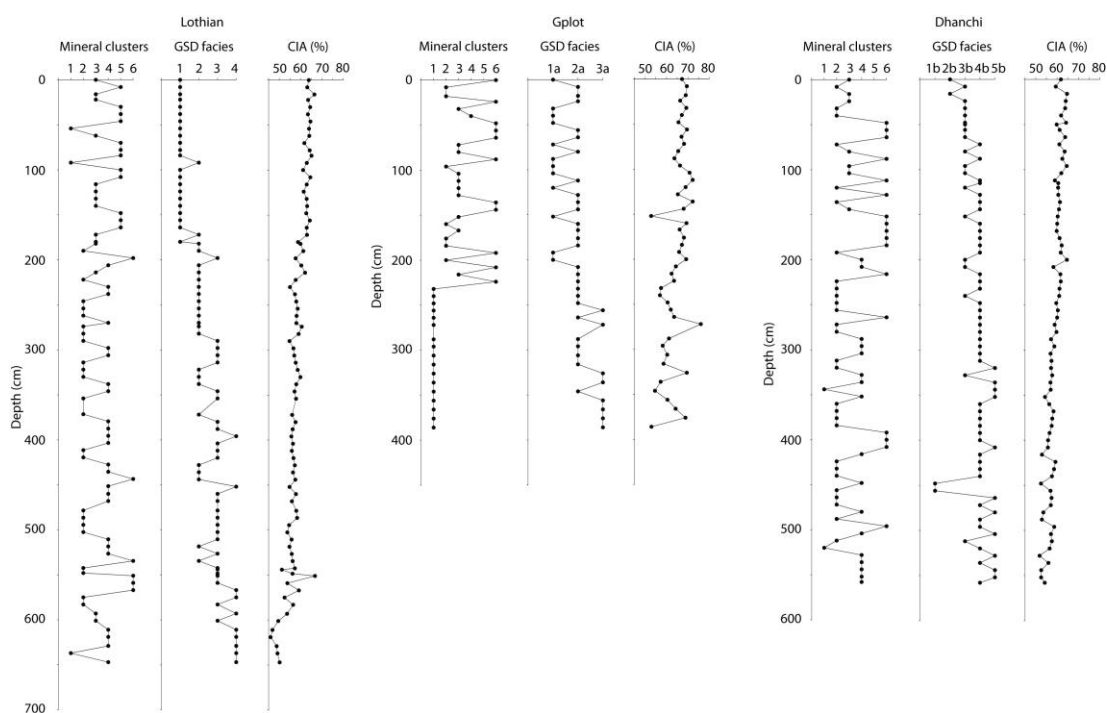 Lothian
Mineral clusters GSD facies CIA (%)
1 2 3 4 5 6 1 2 3 4 50 60 70 80
0
100
200
300
400
500
600
700
Depth (cm)
Gplot
Mineral clusters GSD facies CIA (%)
1 2 3 4 5 6 1a 2a 3a 50 60 70 80
0
100
200
300
400
Depth (cm)
Dhanchi
Mineral clusters GSD facies CIA (%)
1 2 3 4 5 6 1b 2b 3b 4b 5b 50 60 70 80
0
100
200
300
400
500
600
Depth (cm)